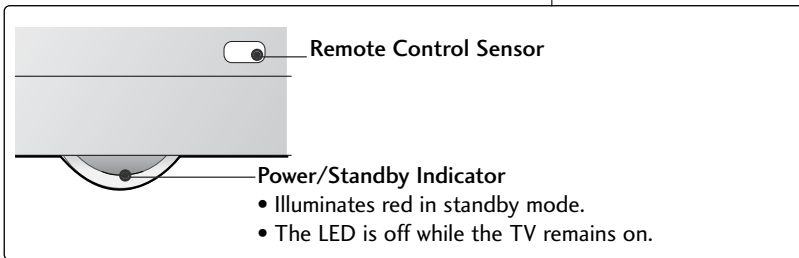 Remote Control Sensor
Power/Standby Indicator
• Illuminates red in standby mode.
• The LED is off while the TV remains on.